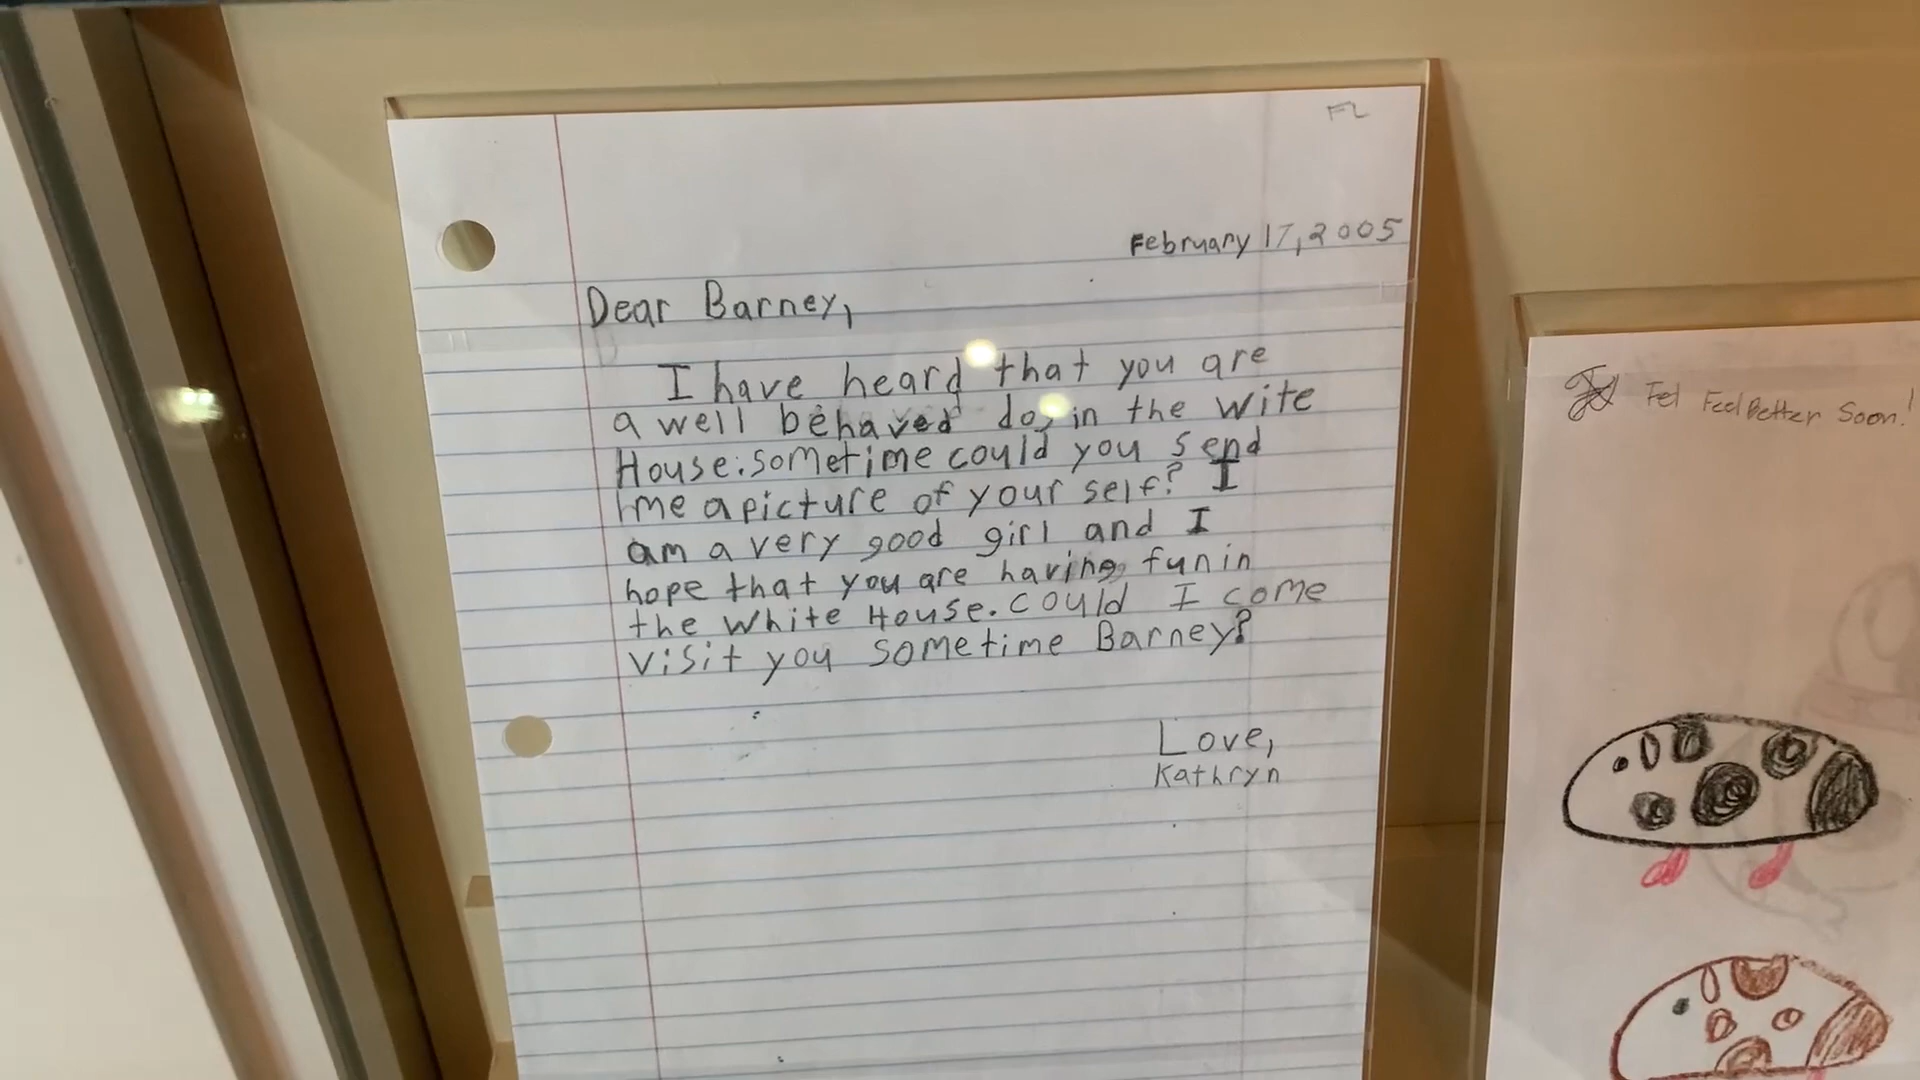 FL
February 17, 2005
Dear Barney,
I have heard that you are
a well behaved dog in the wite
House. sometime could you send
me a picture of your self? I
am a very good girl and I
hope that you are having fun in
the White House. could I come
visit you sometime Barney?
Love,
Kathryn
Fel Feel Better Soon!